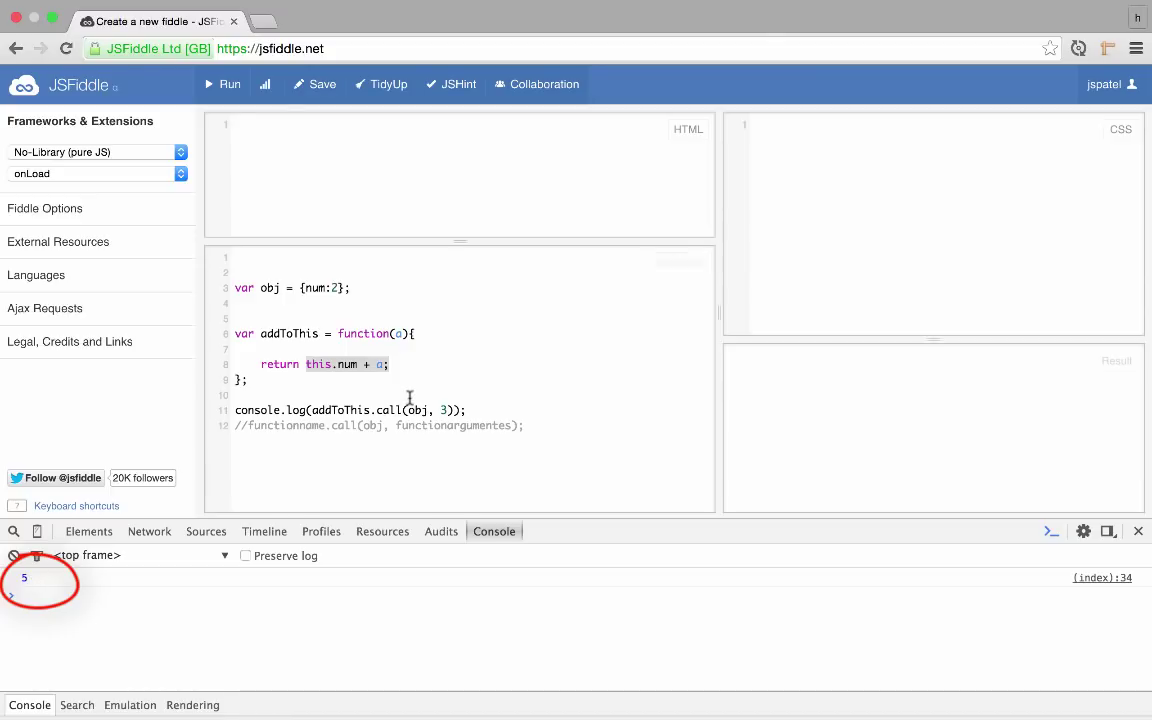 Create a new fiddle - JSFi
h
JSFiddle Ltd [GB] https://jsfiddle.net
JSFiddle Run Save TidyUp JSHint Collaboration jspatel
Frameworks & Extensions
No-Library (pure JS)
onLoad
Fiddle Options
External Resources
Languages
Ajax Requests
Legal, Credits and Links
Follow @jsfiddle 20K followers
7 Keyboard shortcuts
1 HTML
1 CSS
1
2
3 var obj = {num:2};
4
5
6 var addToThis = function(a){
7
8 return this.num + a;
9 };
10
11 console.log(addToThis.call(obj, 3));
12 //functionname.call(obj, functionargumentes);
Result
Elements Network Sources Timeline Profiles Resources Audits Console
<top frame> Preserve log
5 (index):34
Console Search Emulation Rendering